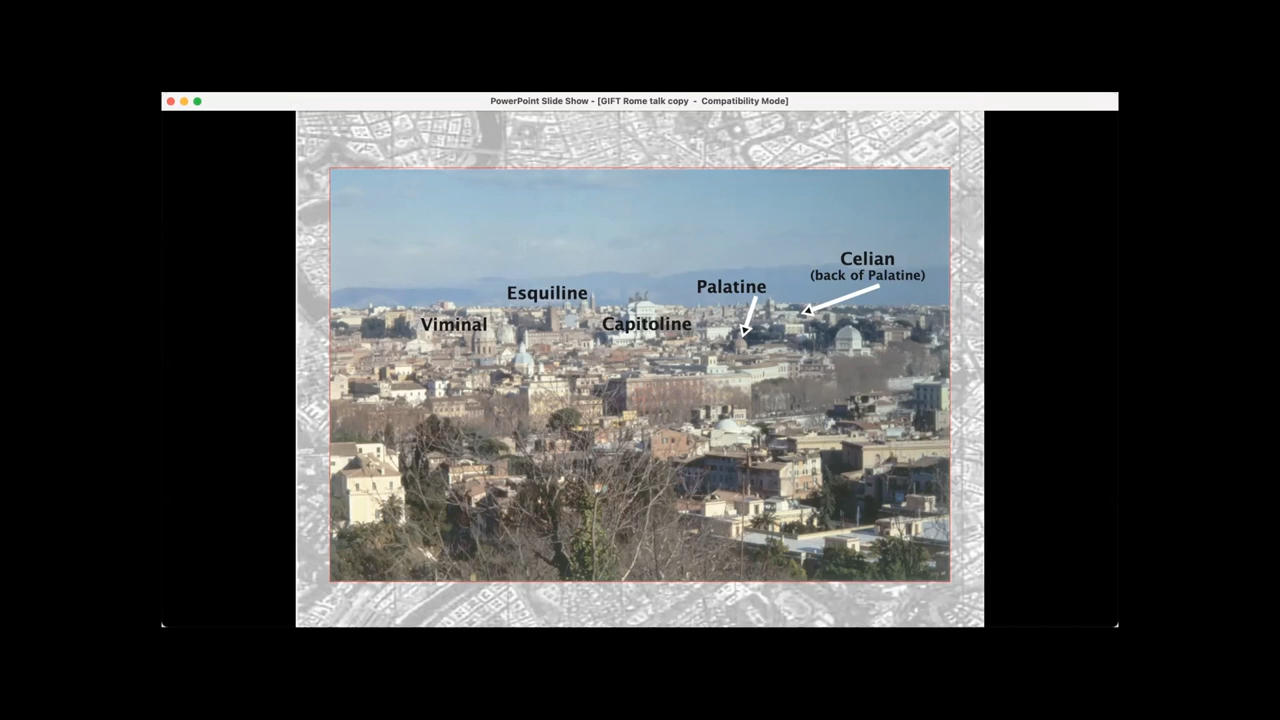 PowerPoint Slide Show - [GIFT Rome talk copy - Compatibility Mode]
Celian
(back of Palatine)
Palatine
Esquiline
Viminal
Capitoline